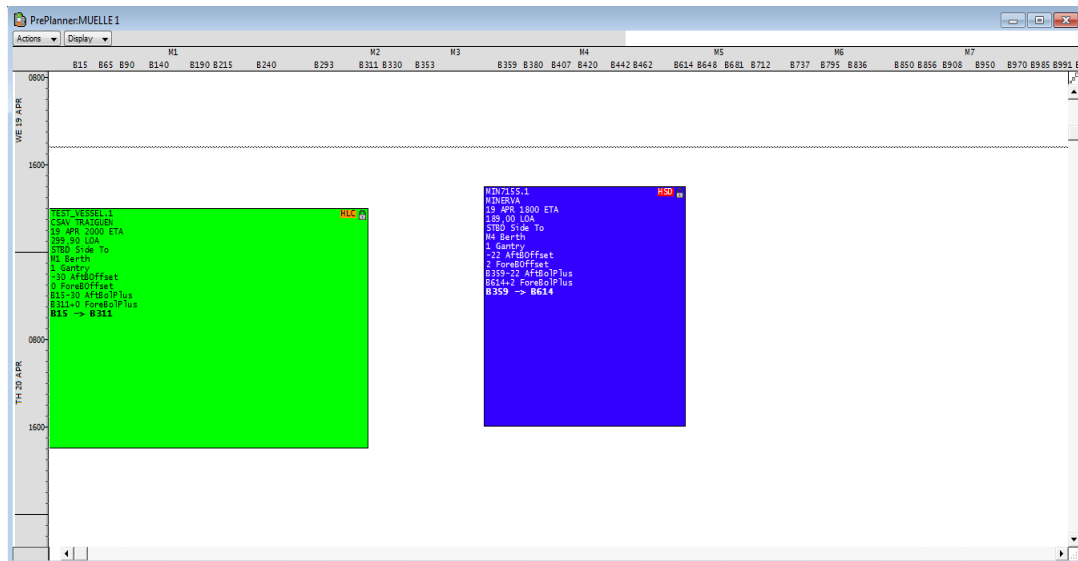 PrePlanner:MUELLE 1
Actions Display
M1 M2 M3 M4 M5 M6 M7
B15 B65 B90 B140 B190 B215 B240 B293 B311 B330 B353 B359 B380 B407 B420 B442 B462 B614 B648 B681 B712 B737 B795 B836 B850 B856 B908 B950 B970 B985 B991
0800
WE 19 APR
1600
TEST_VESSEL.1 HLC
CSAV TRAIGUEN
19 APR 2000 ETA
299,90 LOA
STBD Side To
M1 Berth
1 Gantry
-30 AftBOffset
0 ForeBOffset
B15-30 AftBolPlus
B311+0 ForeBolPlus
B15 -> B311
MIN715S.1 HSD
MINERVA
19 APR 1800 ETA
189,00 LOA
STBD Side To
M4 Berth
1 Gantry
-22 AftBOffset
2 ForeBOffset
B359-22 AftBolPlus
B614+2 ForeBolPlus
B359 -> B614
0800
TH 20 APR
1600